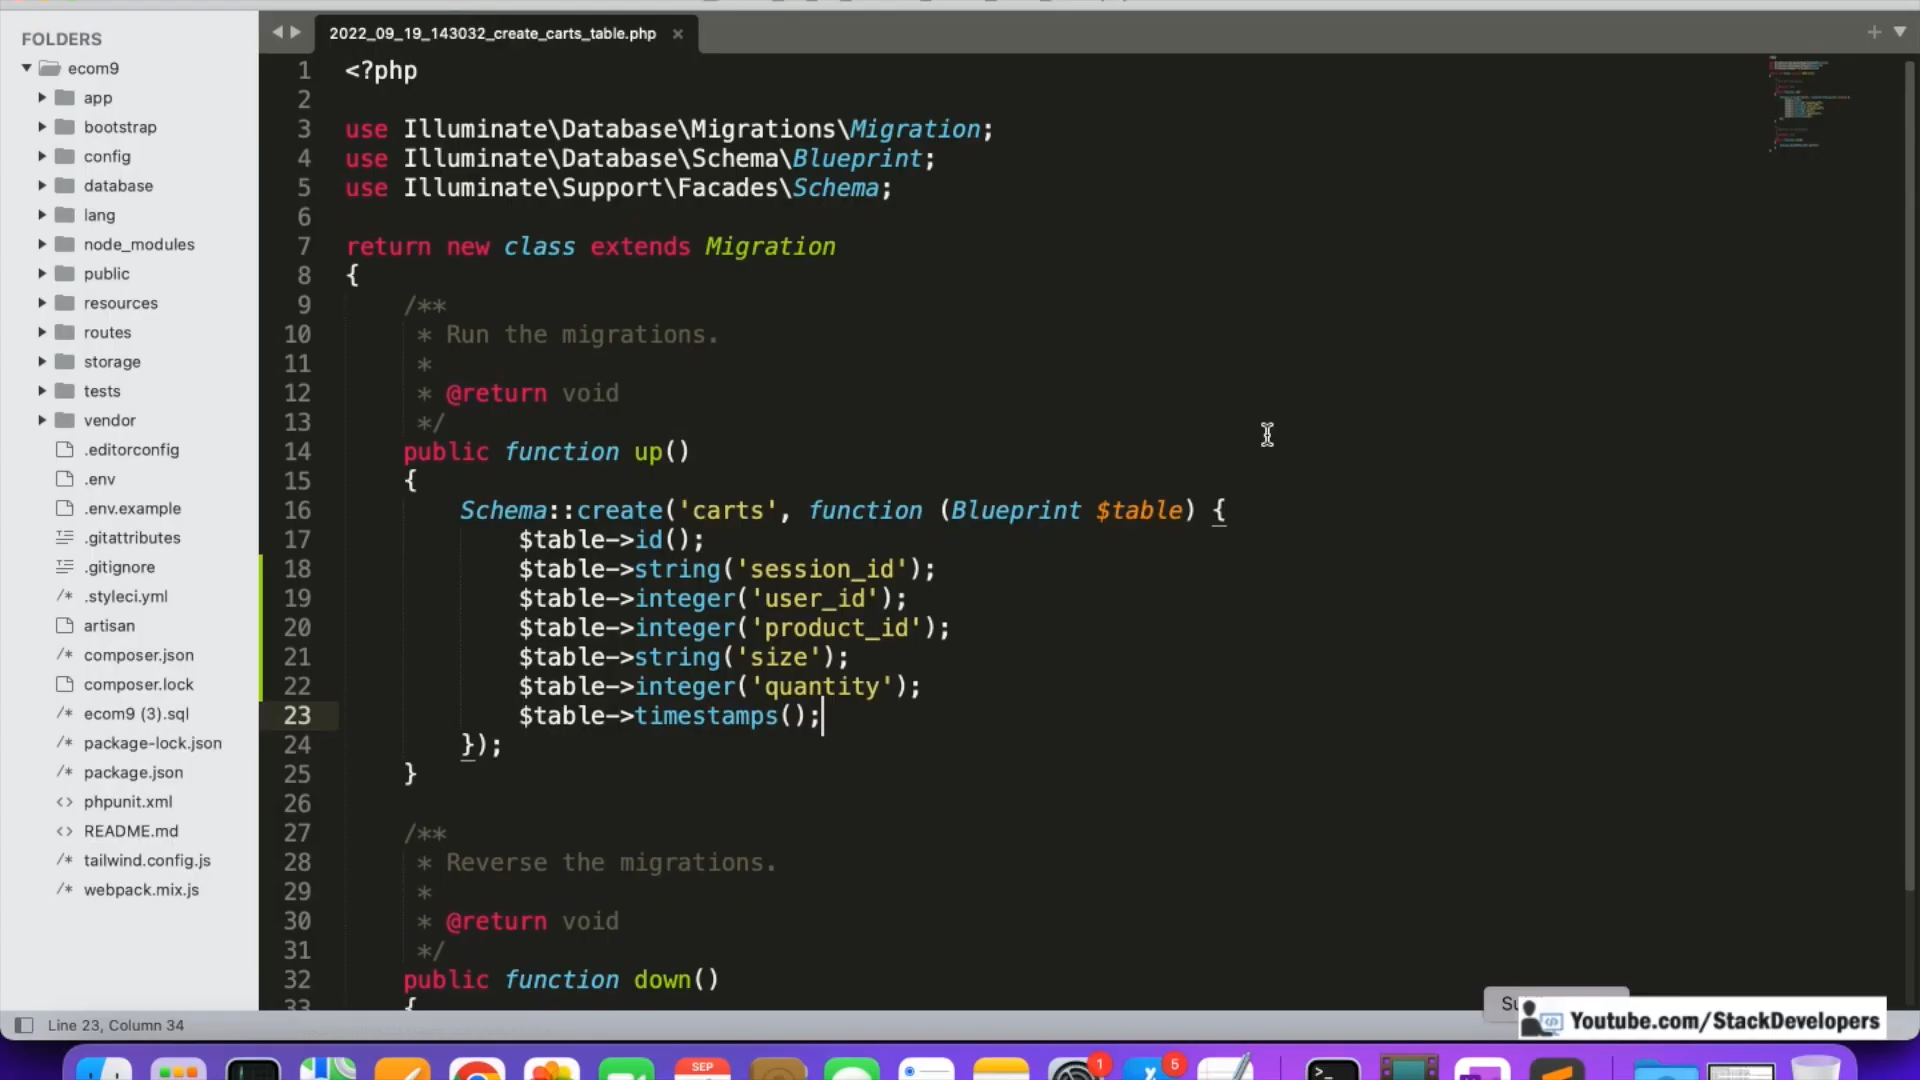 FOLDERS
ecom9
app
bootstrap
config
database
lang
node_modules
public
resources
routes
storage
tests
vendor
.editorconfig
.env
.env.example
.gitattributes
.gitignore
/* .styleci.yml
artisan
/* composer.json
composer.lock
ecom9 (3).sql
/* package-lock.json
/* package.json
<> phpunit.xml
<> README.md
/* tailwind.config.js
/* webpack.mix.js
2022_09_19_143032_create_carts_table.php ×
1 <?php
2
3 use Illuminate\Database\Migrations\Migration;
4 use Illuminate\Database\Schema\Blueprint;
5 use Illuminate\Support\Facades\Schema;
6
7 return new class extends Migration
8 {
9 /**
10 * Run the migrations.
11 *
12 * @return void
13 */
14 public function up()
15 {
16 Schema::create('carts', function (Blueprint $table) {
17 $table->id();
18 $table->string('session_id');
19 $table->integer('user_id');
20 $table->integer('product_id');
21 $table->string('size');
22 $table->integer('quantity');
23 $table->timestamps();
24 });
25 }
26
27 /**
28 * Reverse the migrations.
29 *
30 * @return void
31 */
32 public function down()
33 {
Line 23, Column 34
Youtube.com/StackDevelopers
SEP
1
5